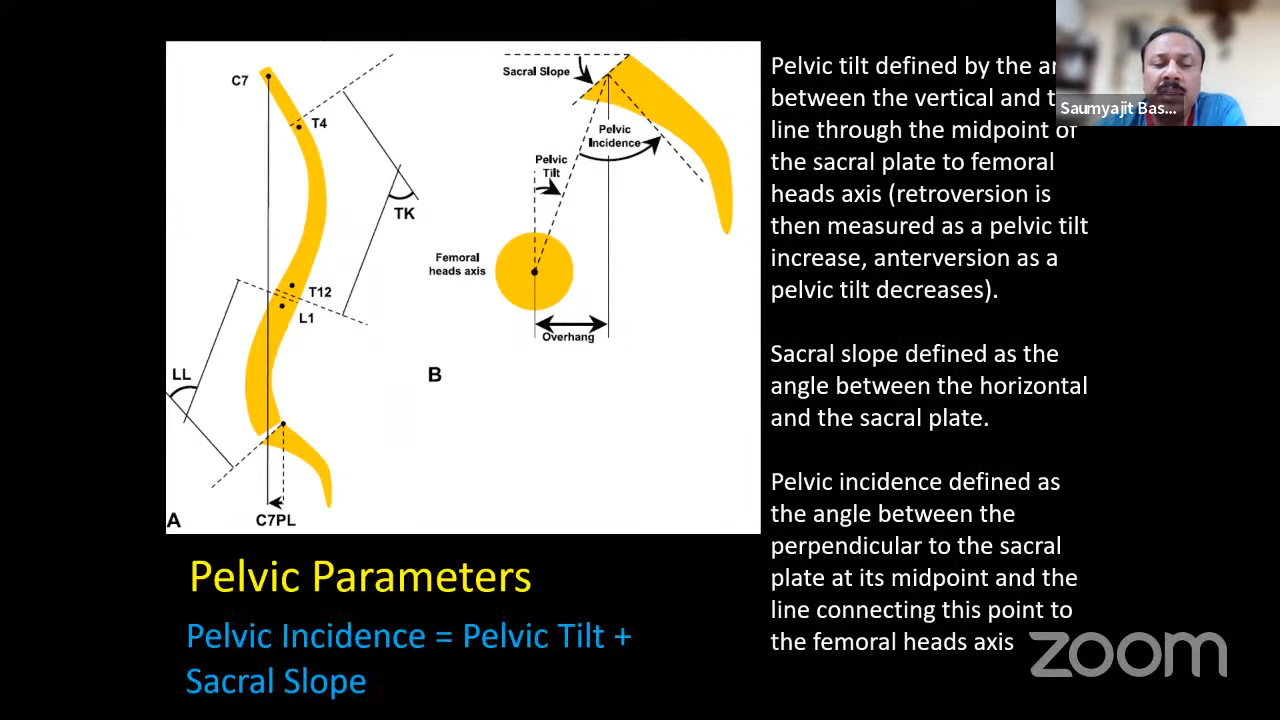 C7
T4
TK
T12
L1
LL
C7PL
A
Sacral Slope
Pelvic
Incidence
Pelvic
Tilt
Femoral
heads axis
Overhang
B
Pelvic Parameters
Pelvic Incidence = Pelvic Tilt +
Sacral Slope
Pelvic tilt defined by the
between the vertical and
line through the midpoint of
the sacral plate to femoral
heads axis (retroversion is
then measured as a pelvic tilt
increase, anterversion as a
pelvic tilt decreases).
Sacral slope defined as the
angle between the horizontal
and the sacral plate.
Pelvic incidence defined as
the angle between the
perpendicular to the sacral
plate at its midpoint and the
line connecting this point to
the femoral heads axis
Saumyajit Bas...
zoom